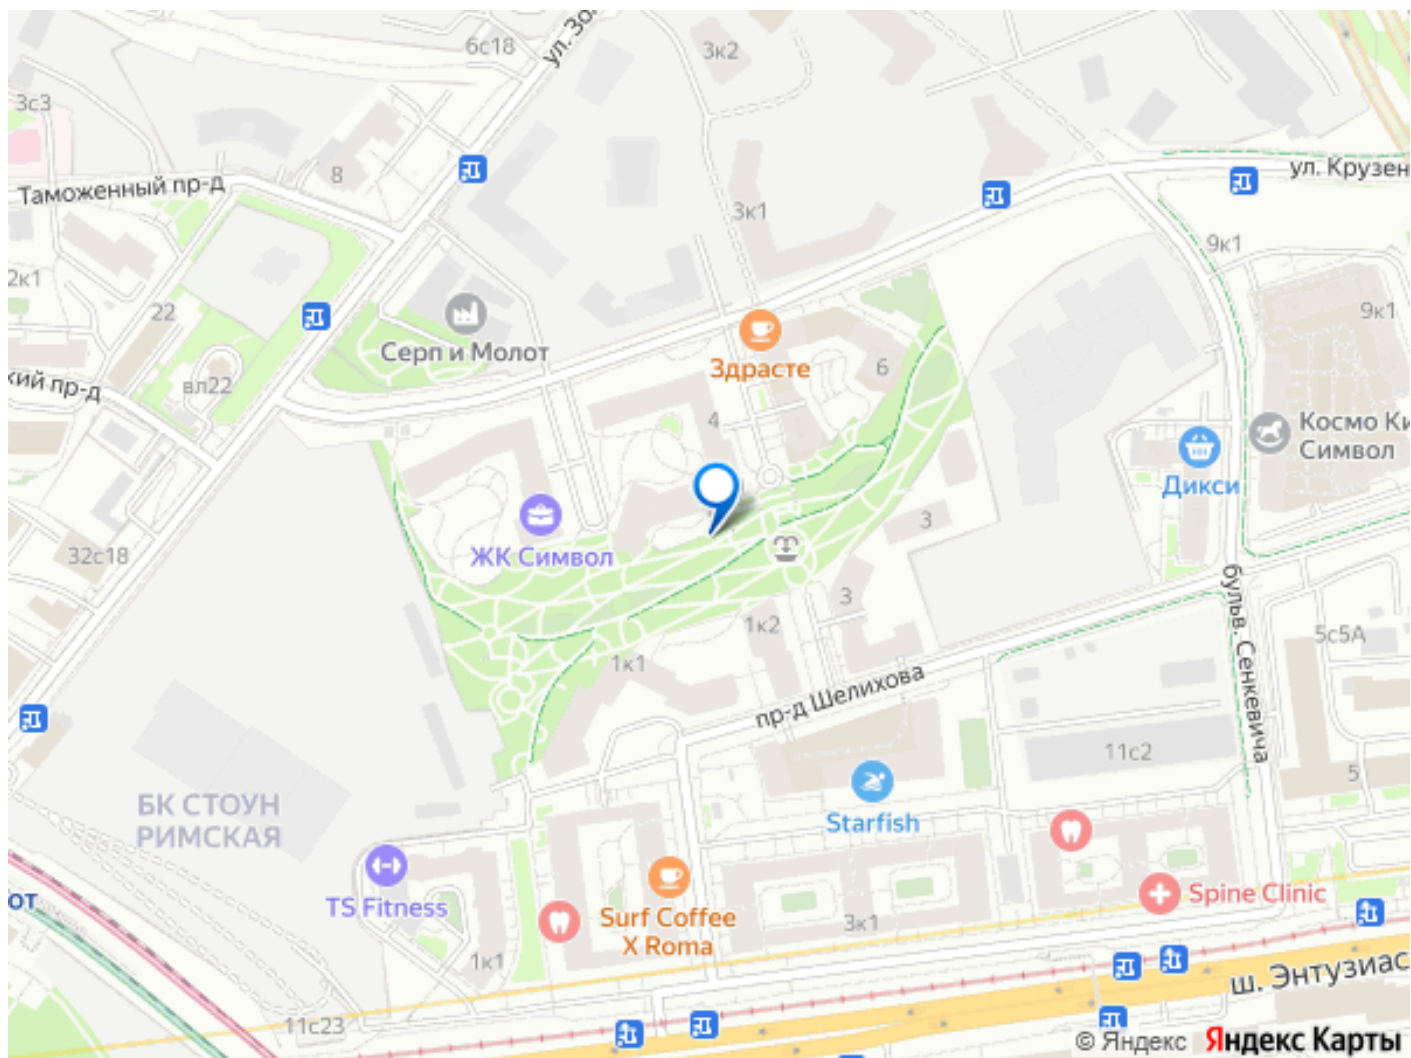 6с18
ул. Зол
3к2
3с3
8
Таможенный пр-д
ул. Крузен
3к1
9к1
2к1
22
Серп и Молот
9к1
Здрасте
6
кий пр-д
вл22
4
Космо Ки
Символ
Дикси
3
ЖК Символ
32с18
3
1к2
бульв. Сенкевича
5с5А
1к1
пр-д Шелихова
11с2
5
БК СТОУН
РИМСКАЯ
Starfish
от
TS Fitness
Surf Coffee
X Roma
Spine Clinic
3к1
1к1
ш. Энтузиас
11с23
© Яндекс Яндекс Карты